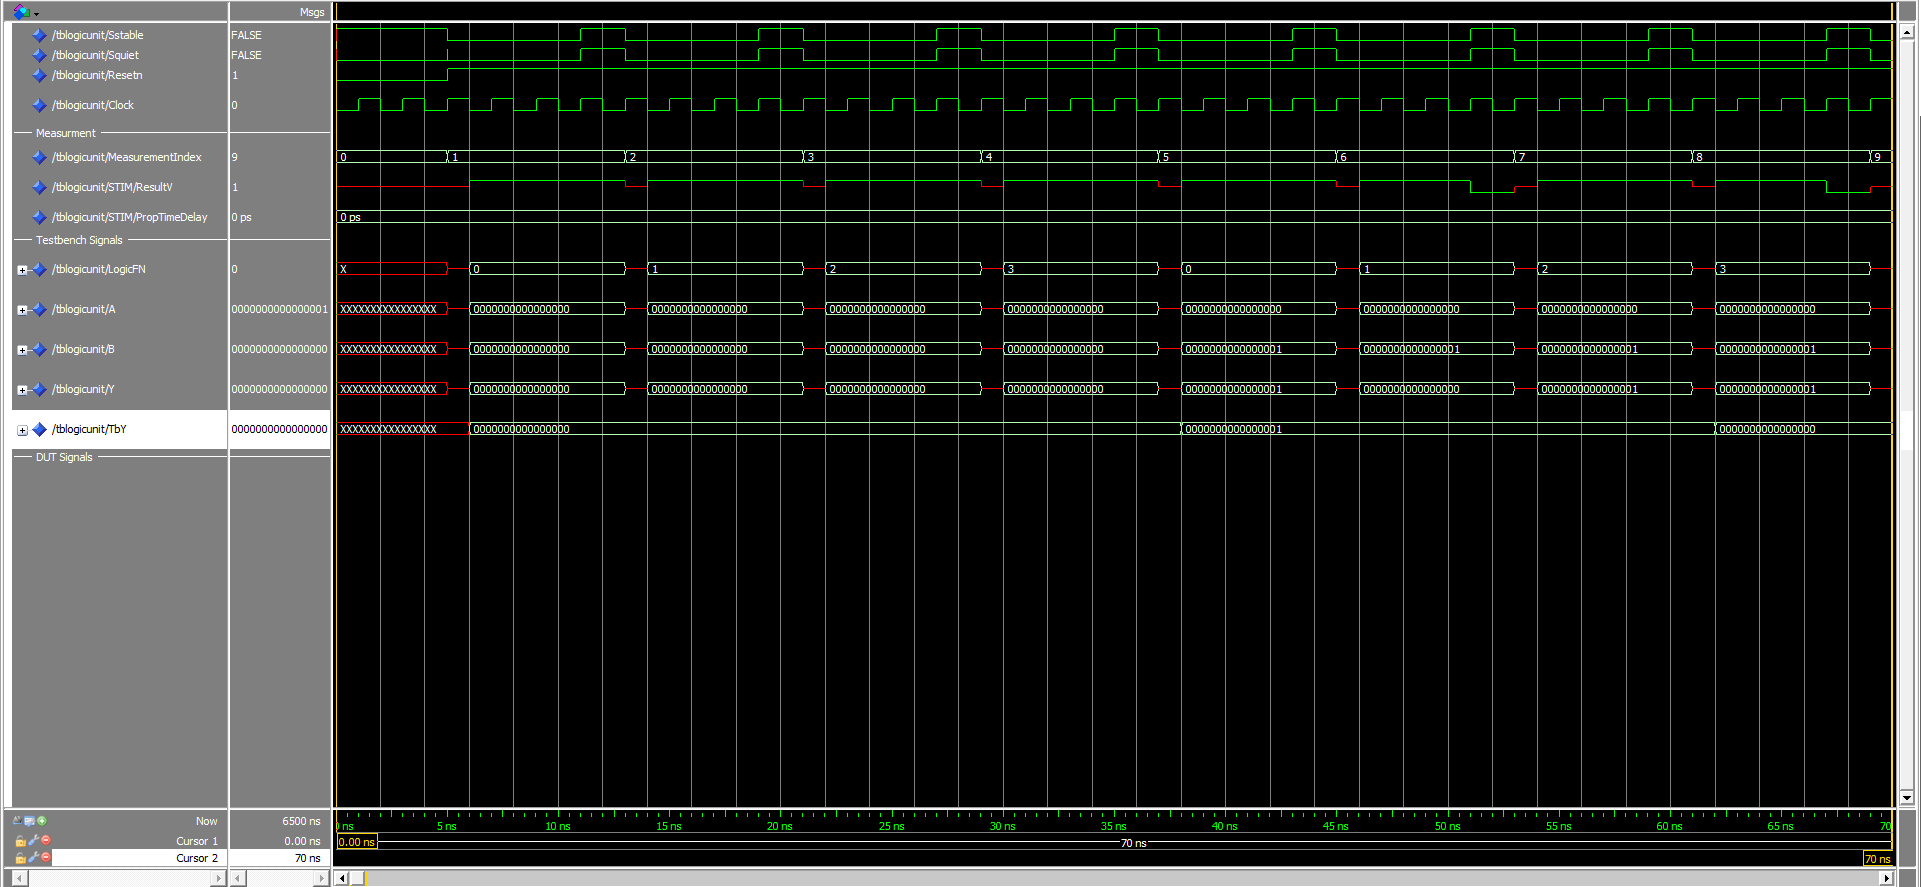 Msgs
/tblogicunit/Sstable FALSE
/tblogicunit/Squiet FALSE
/tblogicunit/Resetn 1
/tblogicunit/Clock 0
Measurment
/tblogicunit/MeasurementIndex 9 0 1 2 3 4 5 6 7 8 9
/tblogicunit/STIM/ResultV 1
/tblogicunit/STIM/PropTimeDelay 0 ps 0 ps
Testbench Signals
/tblogicunit/LogicFN 0 X 0 1 2 3 0 1 2 3
/tblogicunit/A 0000000000000001 XXXXXXXXXXXXXXXX 0000000000000000 0000000000000000 0000000000000000 0000000000000000 0000000000000000 0000000000000000 0000000000000000 0000000000000000
/tblogicunit/B 0000000000000000 XXXXXXXXXXXXXXXX 0000000000000000 0000000000000000 0000000000000000 0000000000000000 0000000000000001 0000000000000001 0000000000000001 0000000000000001
/tblogicunit/Y 0000000000000000 XXXXXXXXXXXXXXXX 0000000000000000 0000000000000000 0000000000000000 0000000000000000 0000000000000001 0000000000000000 0000000000000001 0000000000000001
/tblogicunit/TbY 0000000000000000 XXXXXXXXXXXXXXXX 0000000000000000 0000000000000001 0000000000000000
DUT Signals
Now 6500 ns ns 5 ns 10 ns 15 ns 20 ns 25 ns 30 ns 35 ns 40 ns 45 ns 50 ns 55 ns 60 ns 65 ns 70
Cursor 1 0.00 ns 0.00 ns 70 ns
Cursor 2 70 ns 70 ns